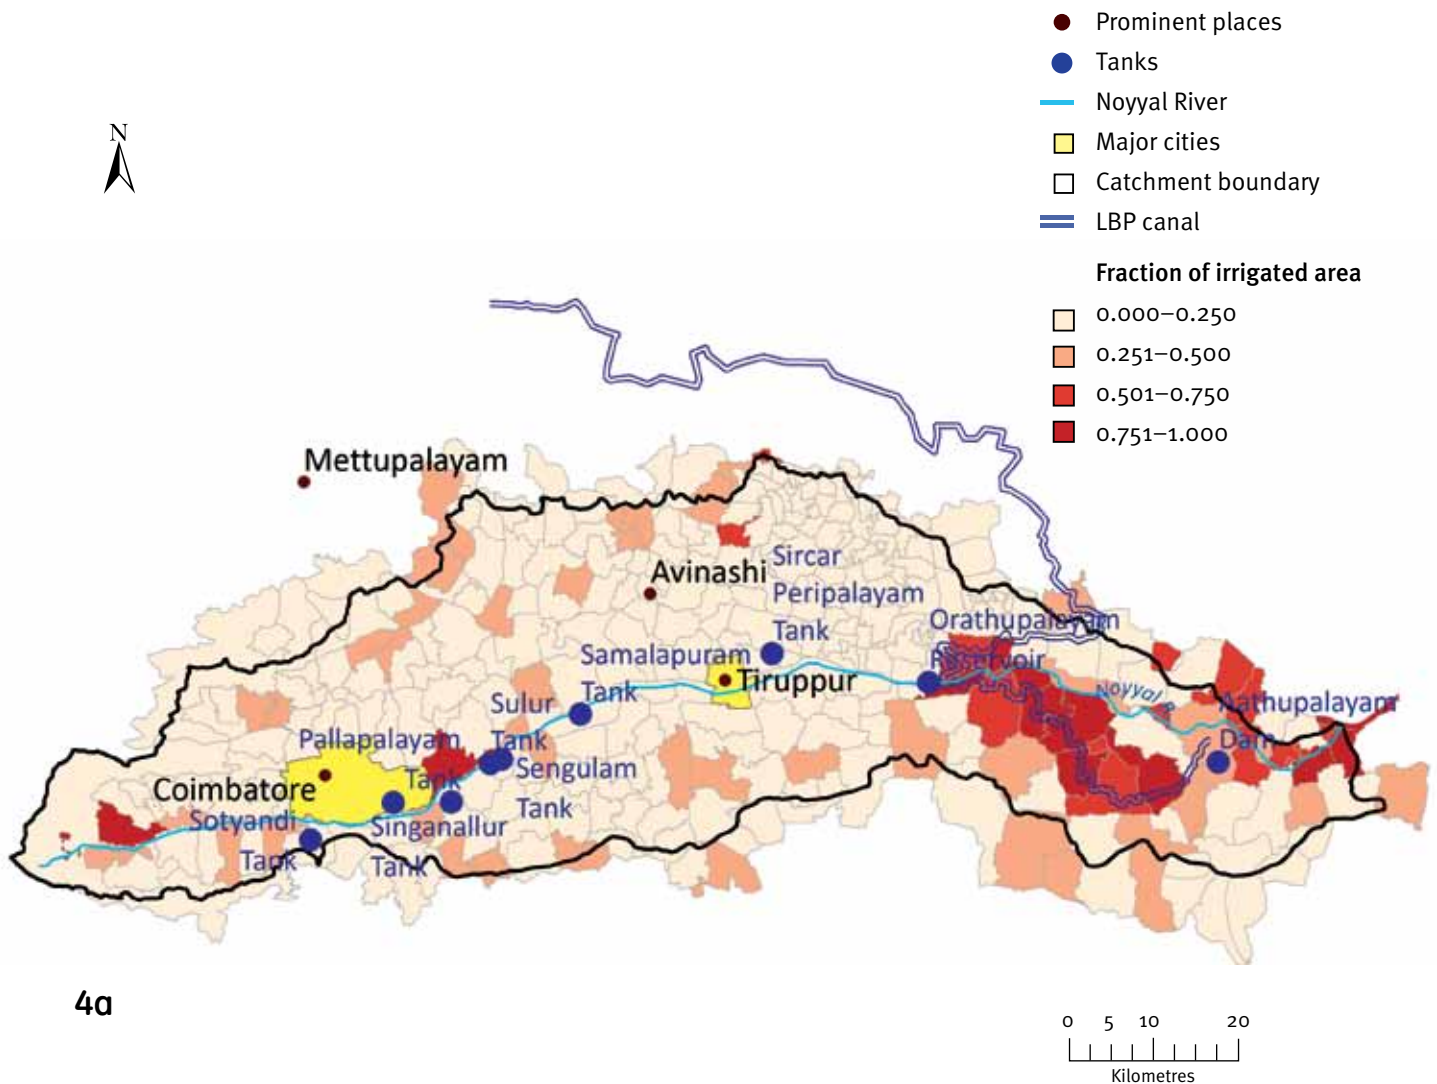 Prominent places
Tanks
Noyyal River
Major cities
Catchment boundary
LBP canal
Fraction of irrigated area
0.000–0.250
0.251–0.500
0.501–0.750
0.751–1.000
N
Mettupalayam
Avinashi
Sircar
Peripalayam
Tank
Orathupalayam
Reservoir
Samalapuram
Tank
Tiruppur
Noyyal R.
Aathupalayam
Dam
Sulur
Tank
Pallapalayam
Tank
Sengulam
Tank
Coimbatore
Sotyandi
Tank
Singanallur
Tank
4a
0 5 10 20
Kilometres